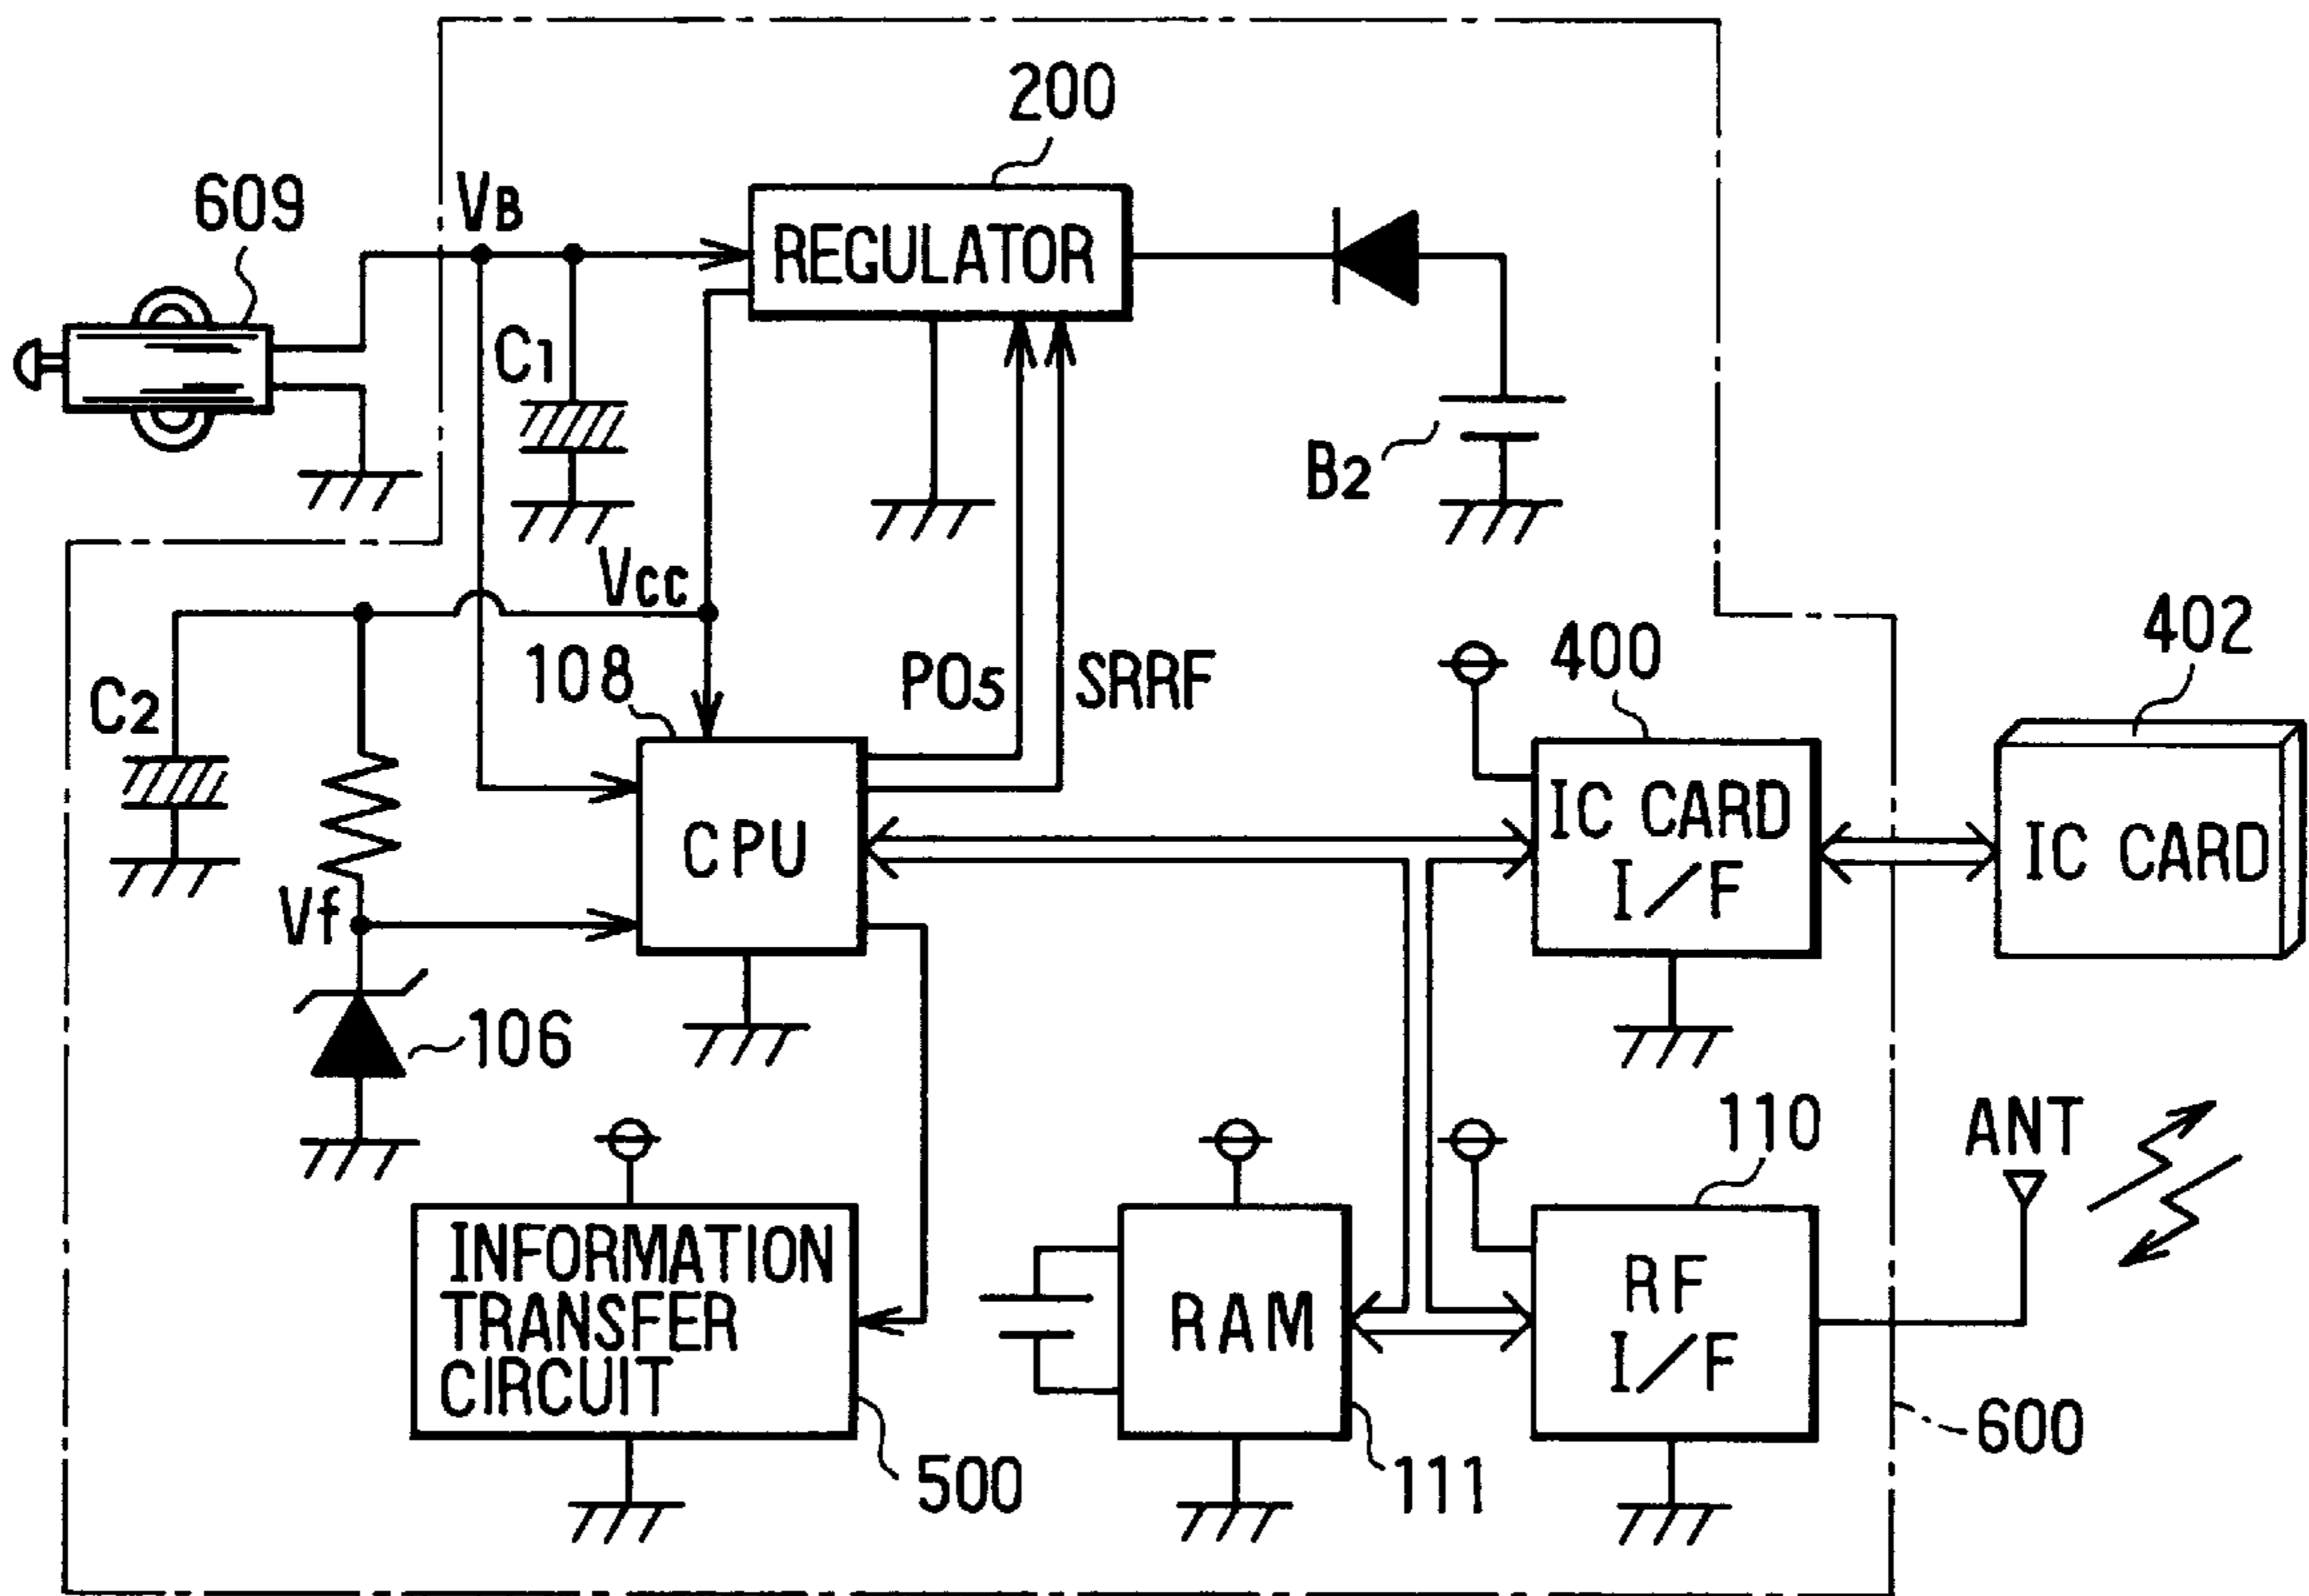 200
609
VB
REGULATOR
C1
B2
VCC
402
400
108
PO5
SRRF
C2
IC CARD
I/F
IC CARD
CPU
Vf
106
110
ANT
INFORMATION
TRANSFER
CIRCUIT
RAM
RF
I/F
600
500
111